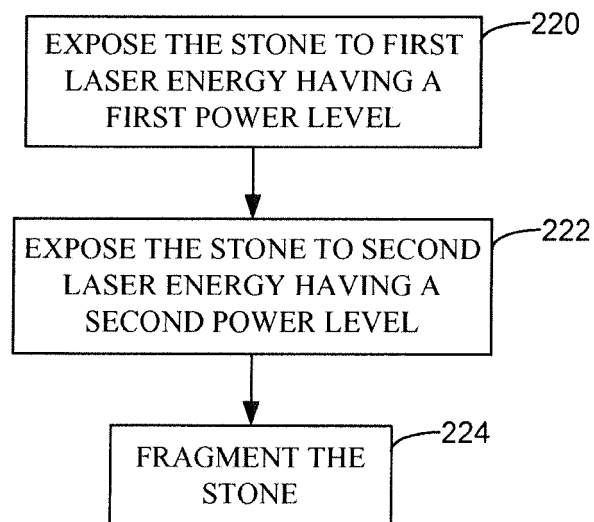 EXPOSE THE STONE TO FIRST
LASER ENERGY HAVING A
FIRST POWER LEVEL
220
EXPOSE THE STONE TO SECOND
LASER ENERGY HAVING A
SECOND POWER LEVEL
222
FRAGMENT THE
STONE
224